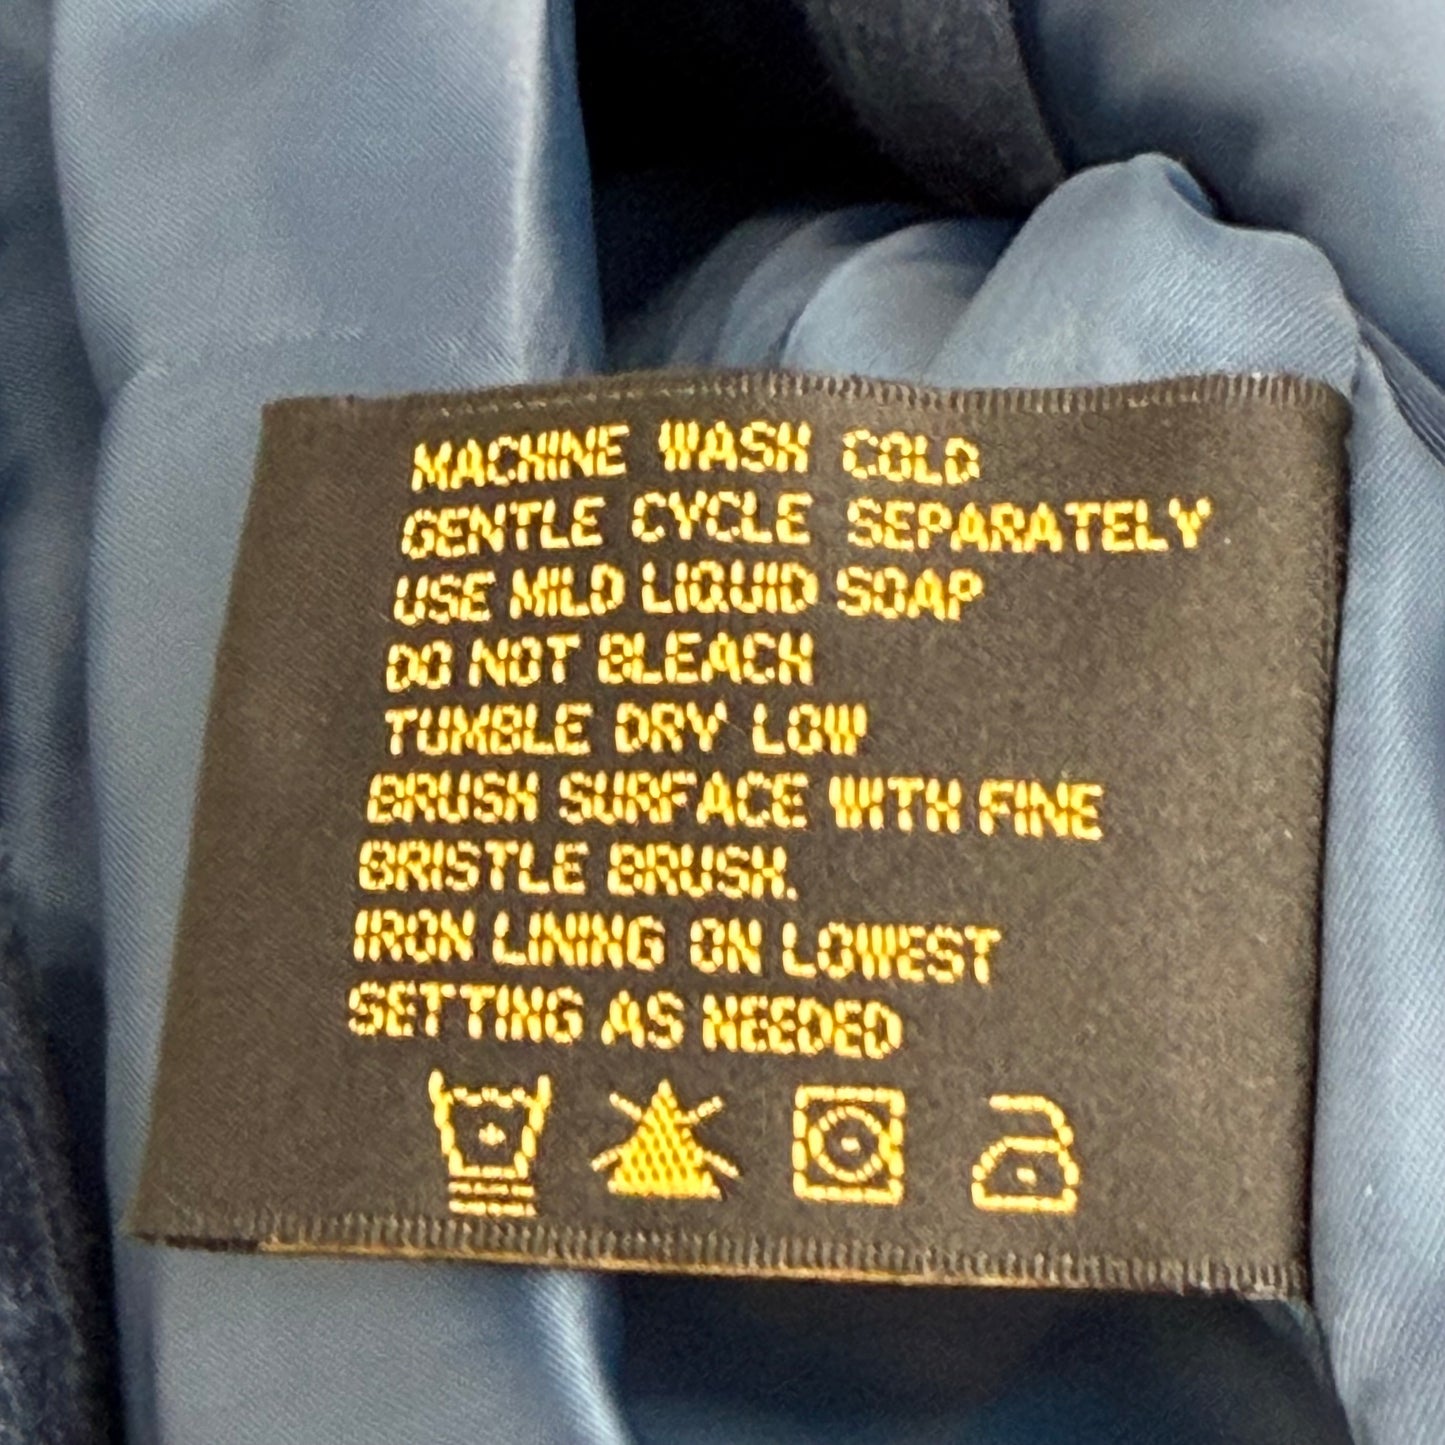 MACHINE WASH COLD
GENTLE CYCLE SEPARATELY
USE MILD LIQUID SOAP
DO NOT BLEACH
TUMBLE DRY LOW
BRUSH SURFACE WITH FINE
BRISTLE BRUSH.
IRON LINING ON LOWEST
SETTING AS NEEDED